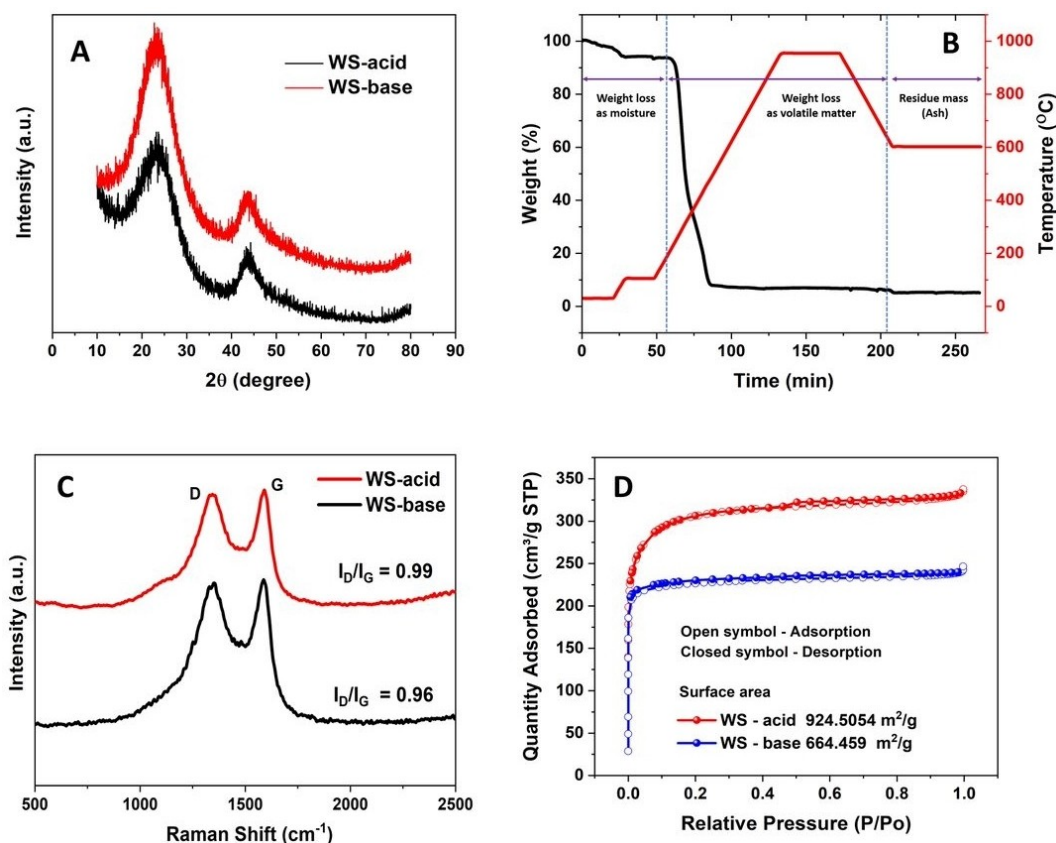 A
WS-acid
WS-base
Intensity (a.u.)
0 10 20 30 40 50 60 70 80 90
2θ (degree)
B
100
80
60
40
20
0
Weight (%)
Weight loss
as moisture
Weight loss
as volatile matter
Residue mass
(Ash)
1000
800
600
400
200
0
Temperature (°C)
0 50 100 150 200 250
Time (min)
C
D
G
WS-acid
WS-base
I_D/I_G = 0.99
I_D/I_G = 0.96
Intensity (a.u.)
500 1000 1500 2000 2500
Raman Shift (cm⁻¹)
D
350
300
250
200
150
100
50
0
Quantity Adsorbed (cm³/g STP)
Open symbol - Adsorption
Closed symbol - Desorption
Surface area
WS - acid 924.5054 m²/g
WS - base 664.459 m²/g
0.0 0.2 0.4 0.6 0.8 1.0
Relative Pressure (P/Po)